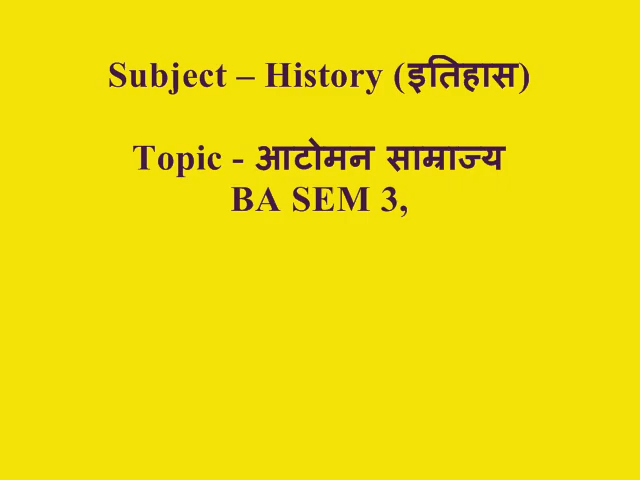 Subject – History (इतिहास)
Topic - आटोमन साम्राज्य
BA SEM 3,